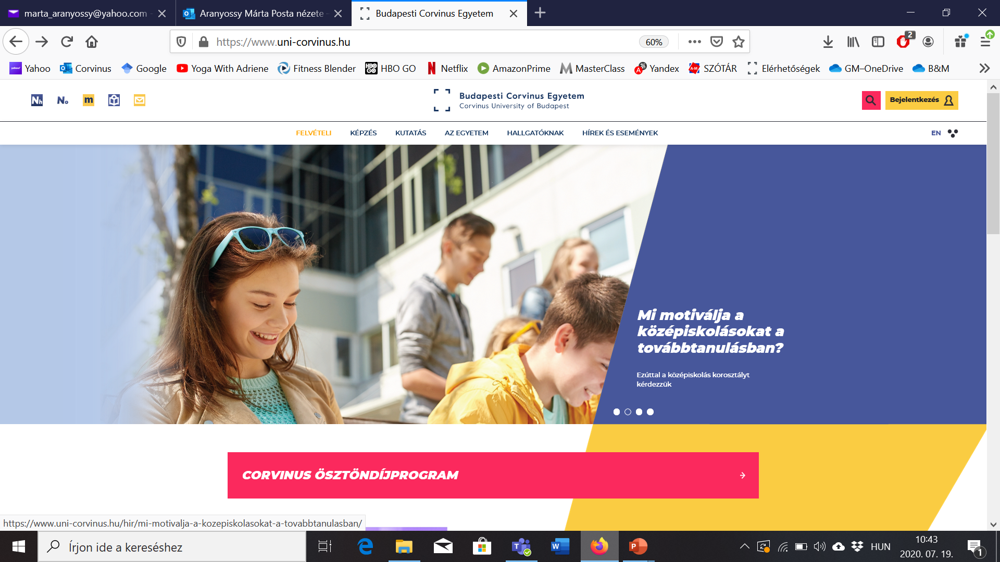 marta_aranyossy@yahoo.com
Aranyossy Márta Posta nézete -
Budapesti Corvinus Egyetem
https://www.uni-corvinus.hu
60%
2
Yahoo
Corvinus
Google
Yoga With Adriene
Fitness Blender
HBO GO
Netflix
AmazonPrime
MasterClass
Yandex
SZÓTÁR
Elérhetőségek
GM–OneDrive
B&M
Nh
No
m
Budapesti Corvinus Egyetem
Corvinus University of Budapest
Bejelentkezés
FELVÉTELI
KÉPZÉS
KUTATÁS
AZ EGYETEM
HALLGATÓKNAK
HÍREK ÉS ESEMÉNYEK
EN
Mi motiválja a
középiskolásokat a
továbbtanulásban?
Ezúttal a középiskolás korosztályt
kérdezzük
CORVINUS ÖSZTÖNDÍJPROGRAM
https://www.uni-corvinus.hu/hir/mi-motivalja-a-kozepiskolasokat-a-tovabbtanulasban/
Írjon ide a kereséshez
HUN
10:43
2020. 07. 19.
1